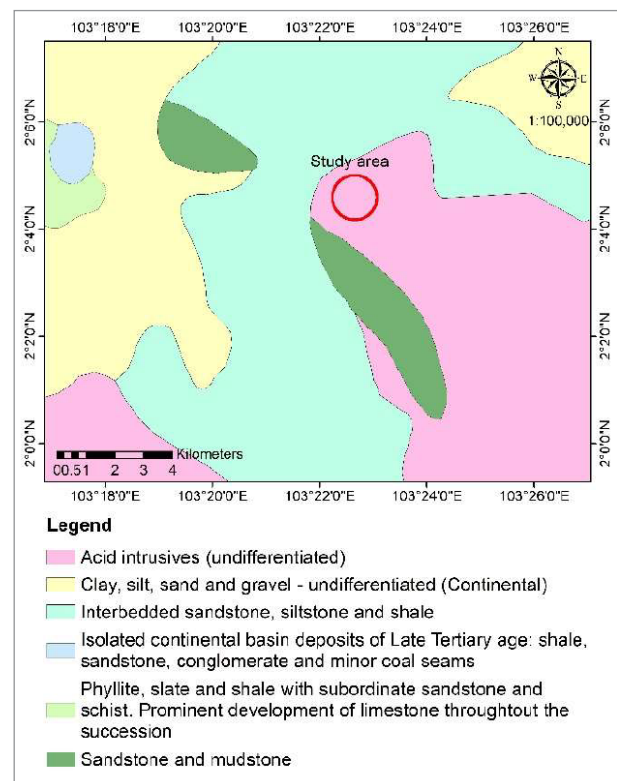 103°18'0"E 103°20'0"E 103°22'0"E 103°24'0"E 103°26'0"E
N
W E
S
1:100,000
2°6'0"N 2°6'0"N
Study area
2°4'0"N 2°4'0"N
2°2'0"N 2°2'0"N
2°0'0"N 2°0'0"N
Kilometers
00.51 2 3 4
103°18'0"E 103°20'0"E 103°22'0"E 103°24'0"E 103°26'0"E
Legend
Acid intrusives (undifferentiated)
Clay, silt, sand and gravel - undifferentiated (Continental)
Interbedded sandstone, siltstone and shale
Isolated continental basin deposits of Late Tertiary age: shale,
sandstone, conglomerate and minor coal seams
Phyllite, slate and shale with subordinate sandstone and
schist. Prominent development of limestone throughtout the
succession
Sandstone and mudstone